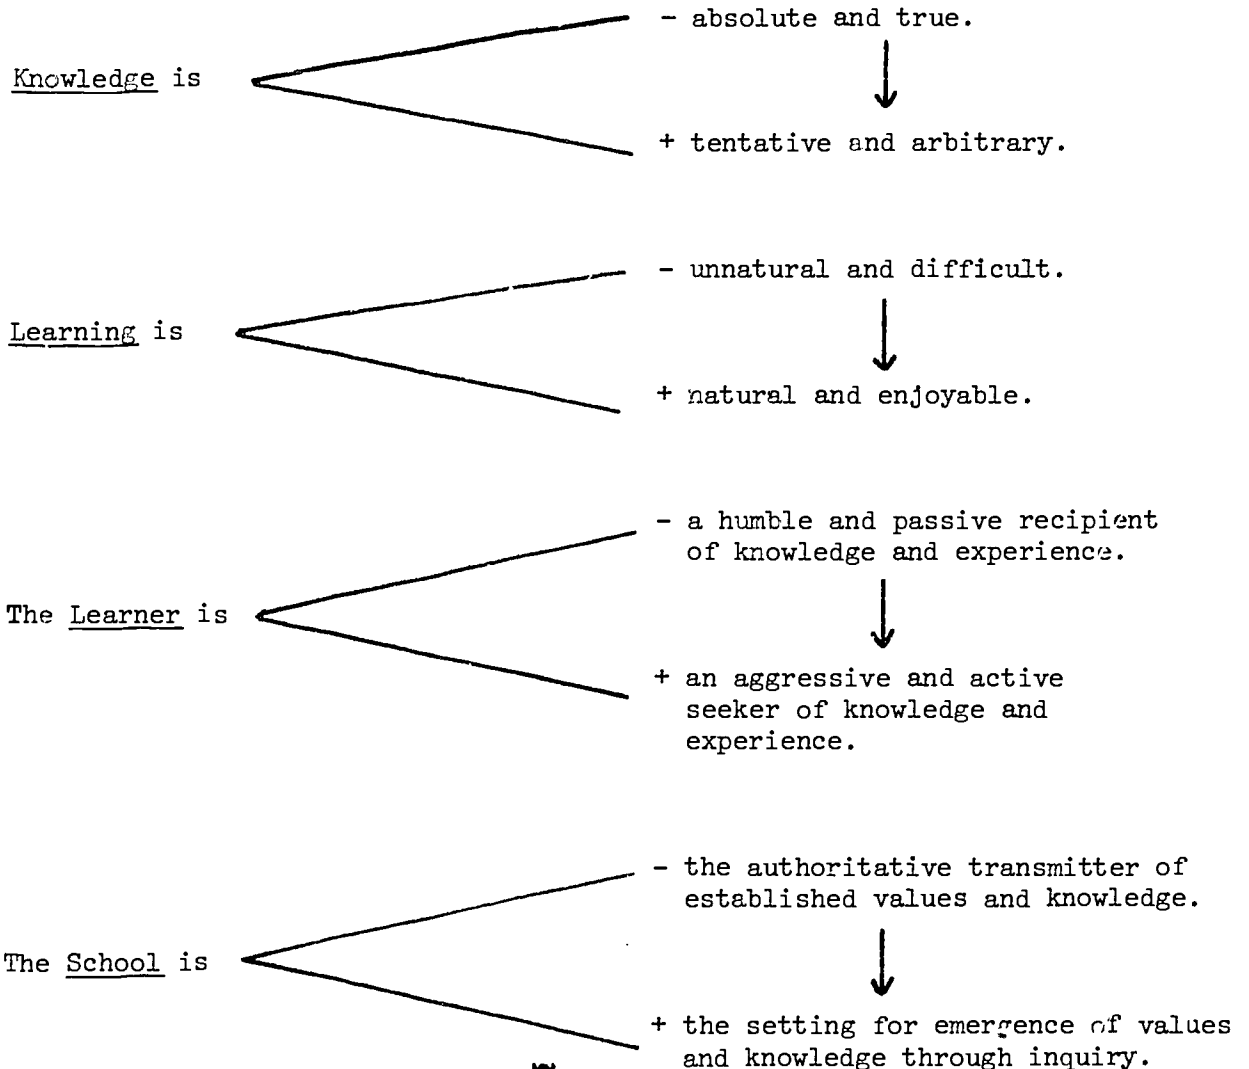 - absolute and true.
Knowledge is
+ tentative and arbitrary.
- unnatural and difficult.
Learning is
+ natural and enjoyable.
- a humble and passive recipient
of knowledge and experience.
The Learner is
+ an aggressive and active
seeker of knowledge and
experience.
- the authoritative transmitter of
established values and knowledge.
The School is
+ the setting for emergence of values
and knowledge through inquiry.